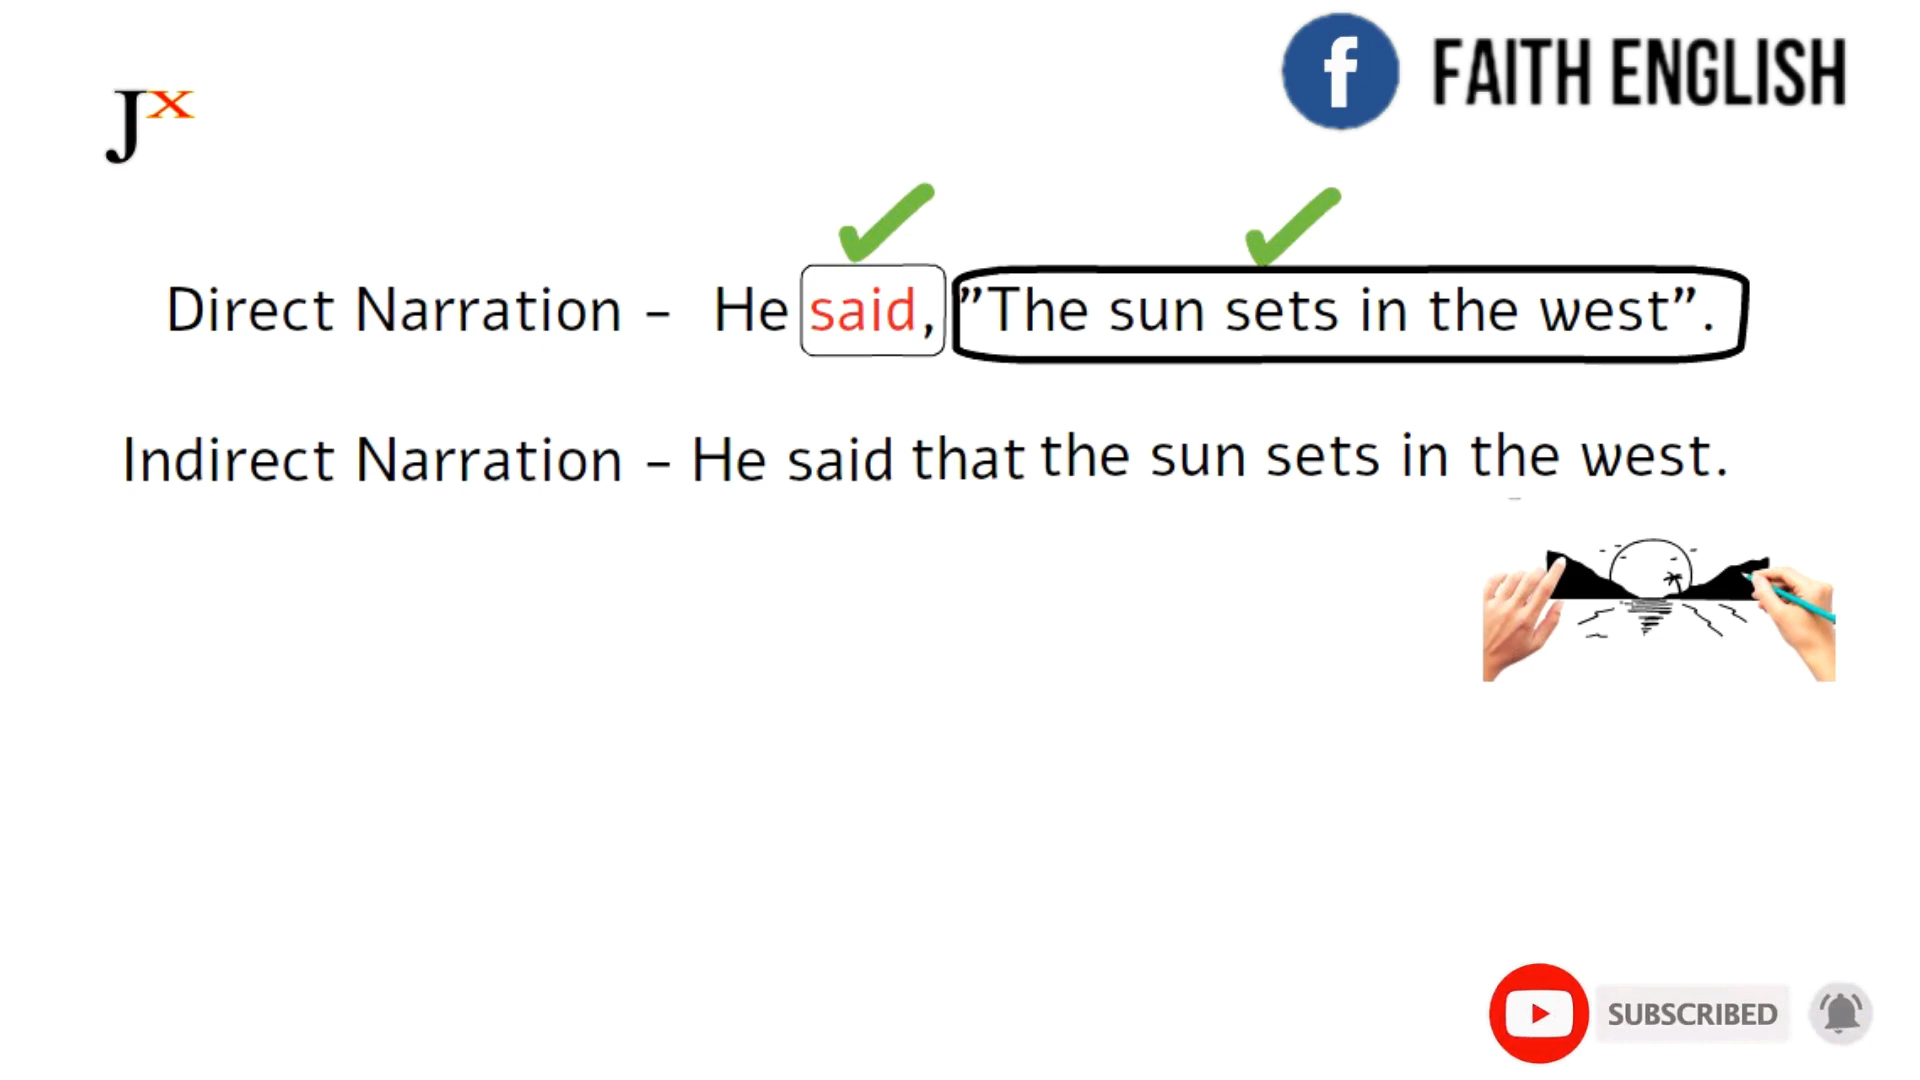 f FAITH ENGLISH
Jx
Direct Narration – He said, ”The sun sets in the west”.
Indirect Narration – He said that the sun sets in the west.
SUBSCRIBED